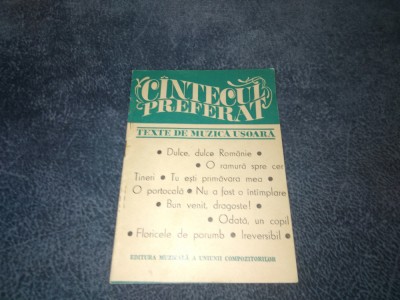 CÎNTECUL
PREFERAT
TEXTE DE MUZICĂ UȘOARĂ
• Dulce, dulce Românie •
• O ramură spre cer
Tineri • Tu ești primăvara mea •
O portocală • Nu a fost o întîmplare
• Bun venit, dragoste! •
• Odată, un copil
• Floricele de porumb • Ireversibil •
EDITURA MUZICALĂ A UNIUNII COMPOZITORILOR